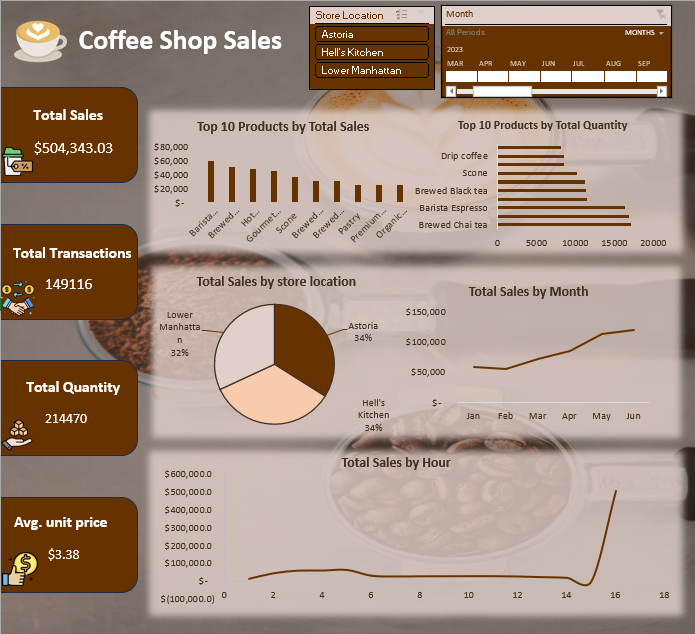 Coffee Shop Sales
Store Location
Astoria
Hell's Kitchen
Lower Manhattan
Month
All Periods
MONTHS
2023
MAR APR MAY JUN JUL AUG SEP
Total Sales
$504,343.03
Total Transactions
149116
Total Quantity
214470
Avg. unit price
$3.38
Top 10 Products by Total Sales
$80,000
$60,000
$40,000
$20,000
$-
Barista...
Brewed...
Hot...
Gourmet...
Scone
Brewed...
Brewed...
Pastry
Premium...
Organic...
Top 10 Products by Total Quantity
Drip coffee
Scone
Brewed Black tea
Barista Espresso
Brewed Chai tea
0 5000 10000 15000 20000
Total Sales by store location
Lower
Manhatta
n
32%
Astoria
34%
Hell's
Kitchen
34%
Total Sales by Month
$150,000
$100,000
$50,000
$-
Jan Feb Mar Apr May Jun
Total Sales by Hour
$600,000.0
$500,000.0
$400,000.0
$300,000.0
$200,000.0
$100,000.0
$-
$(100,000.0)
0 2 4 6 8 10 12 14 16 18